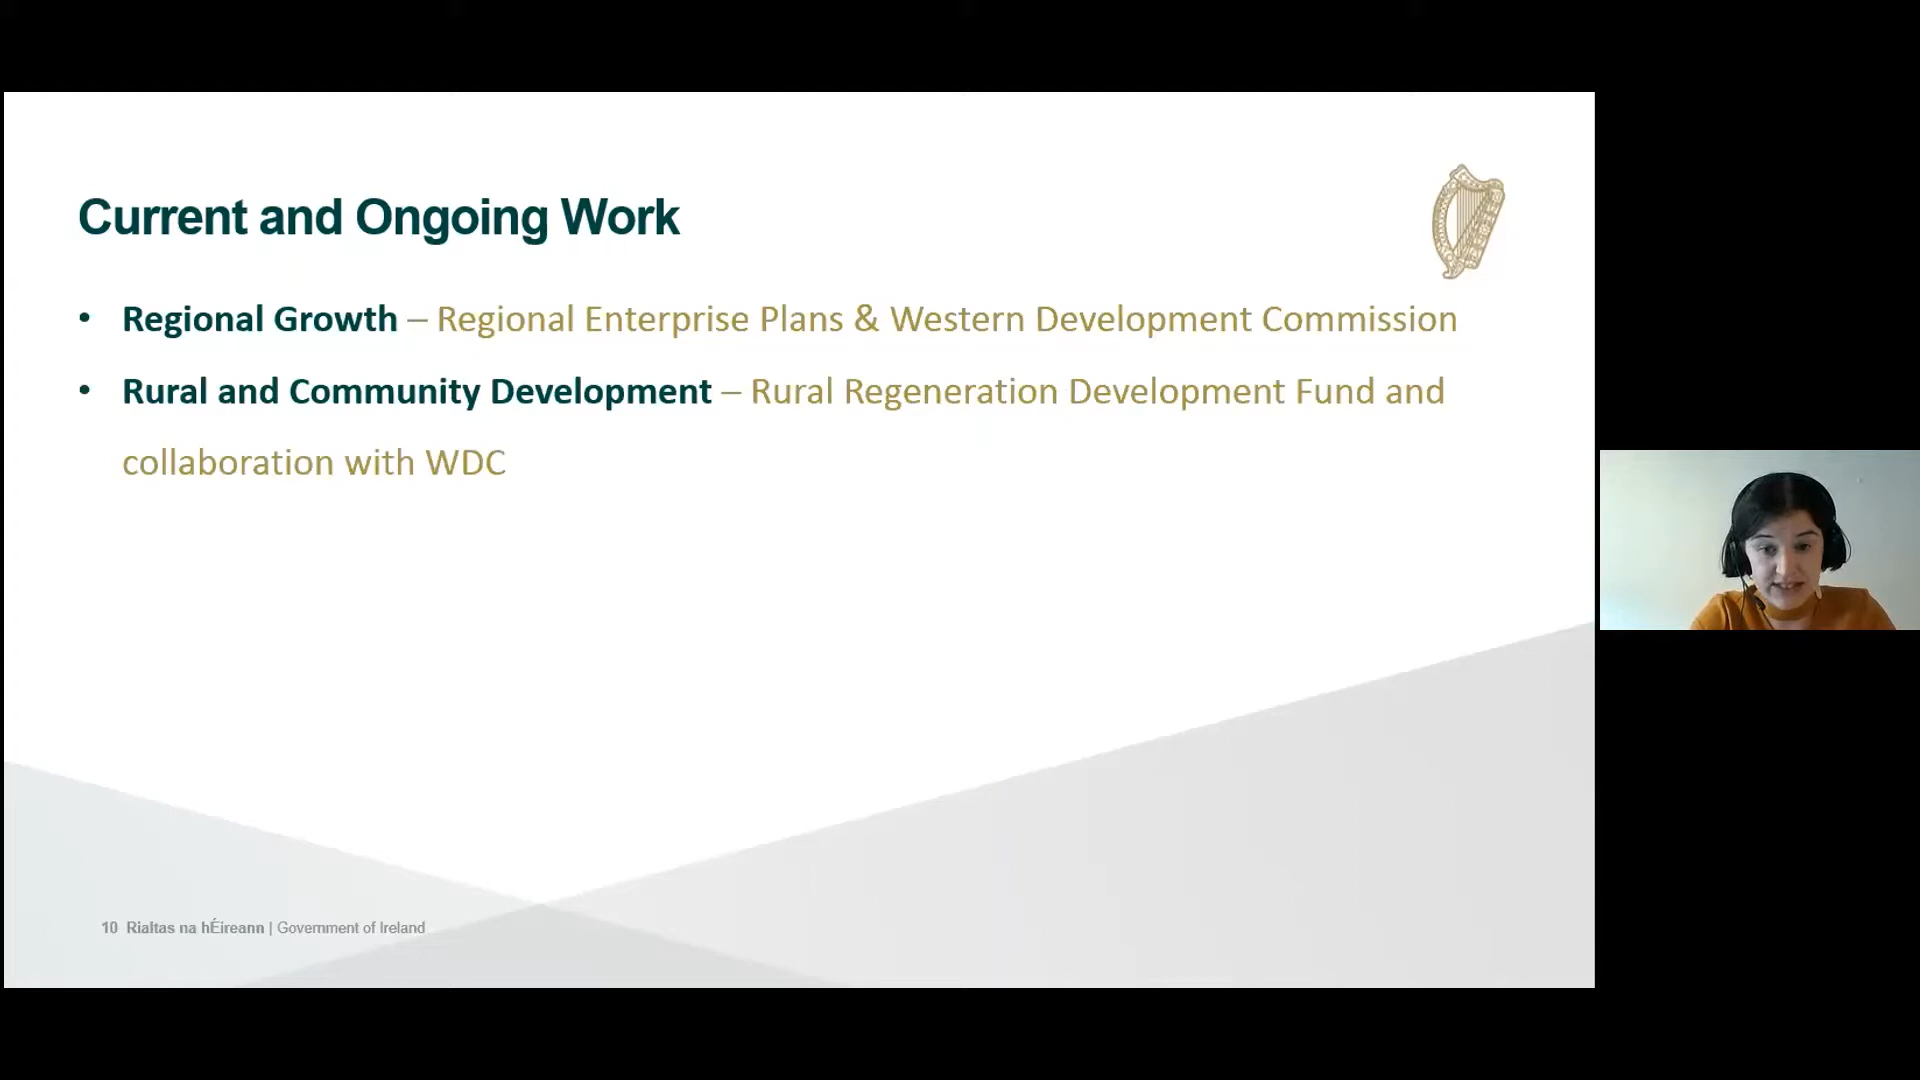 Current and Ongoing Work
• Regional Growth – Regional Enterprise Plans & Western Development Commission
• Rural and Community Development – Rural Regeneration Development Fund and
collaboration with WDC
10 Rialtas na hÉireann | Government of Ireland